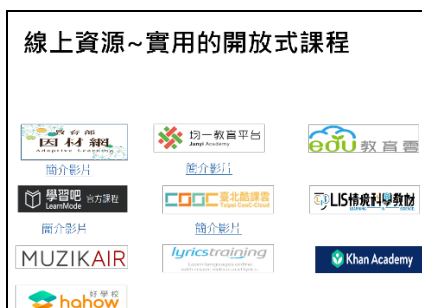 線上資源~實用的開放式課程
教育部
因材網
Adaptive Learning
均一教育平台
Junyi Academy
edu 教育雲
簡介影片
簡介影片
學習吧 官方課程
LearnMode
COOC 臺北酷課雲
Taipei CooC-Cloud
LIS情境科學教材
簡介影片
簡介影片
MUZIKAIR
lyricstraining
Khan Academy
好學校
hahow